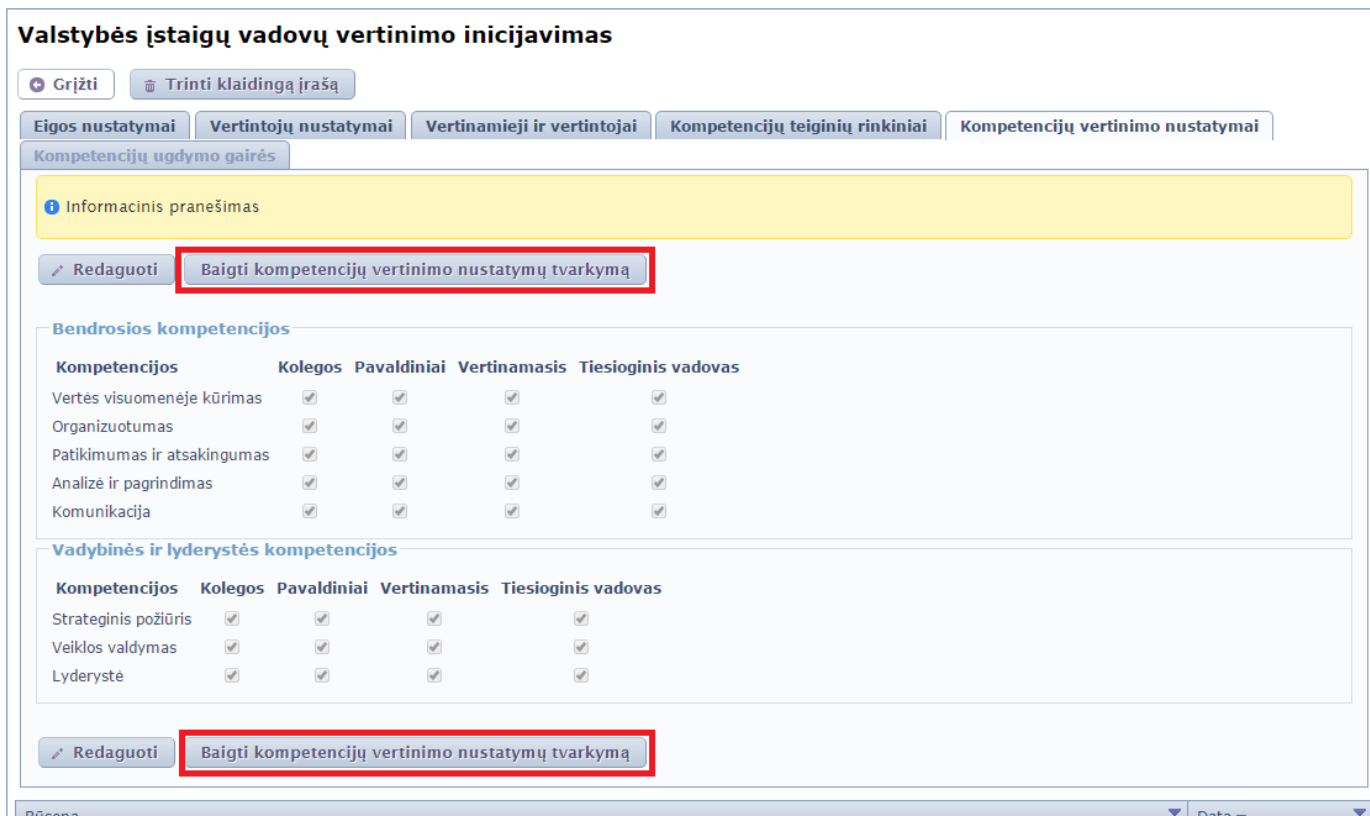 Valstybės įstaigų vadovų vertinimo inicijavimas
Grįžti Trinti klaidingą įrašą
Eigos nustatymai Vertintojų nustatymai Vertinamieji ir vertintojai Kompetencijų teiginių rinkiniai Kompetencijų vertinimo nustatymai
Kompetencijų ugdymo gairės
Informacinis pranešimas
Redaguoti Baigti kompetencijų vertinimo nustatymų tvarkymą
Bendrosios kompetencijos
Kompetencijos Kolegos Pavaldiniai Vertinamasis Tiesioginis vadovas
Vertės visuomenėje kūrimas
Organizuotumas
Patikimumas ir atsakingumas
Analizė ir pagrindimas
Komunikacija
Vadybinės ir lyderystės kompetencijos
Kompetencijos Kolegos Pavaldiniai Vertinamasis Tiesioginis vadovas
Strateginis požiūris
Veiklos valdymas
Lyderystė
Redaguoti Baigti kompetencijų vertinimo nustatymų tvarkymą
Būsena Data